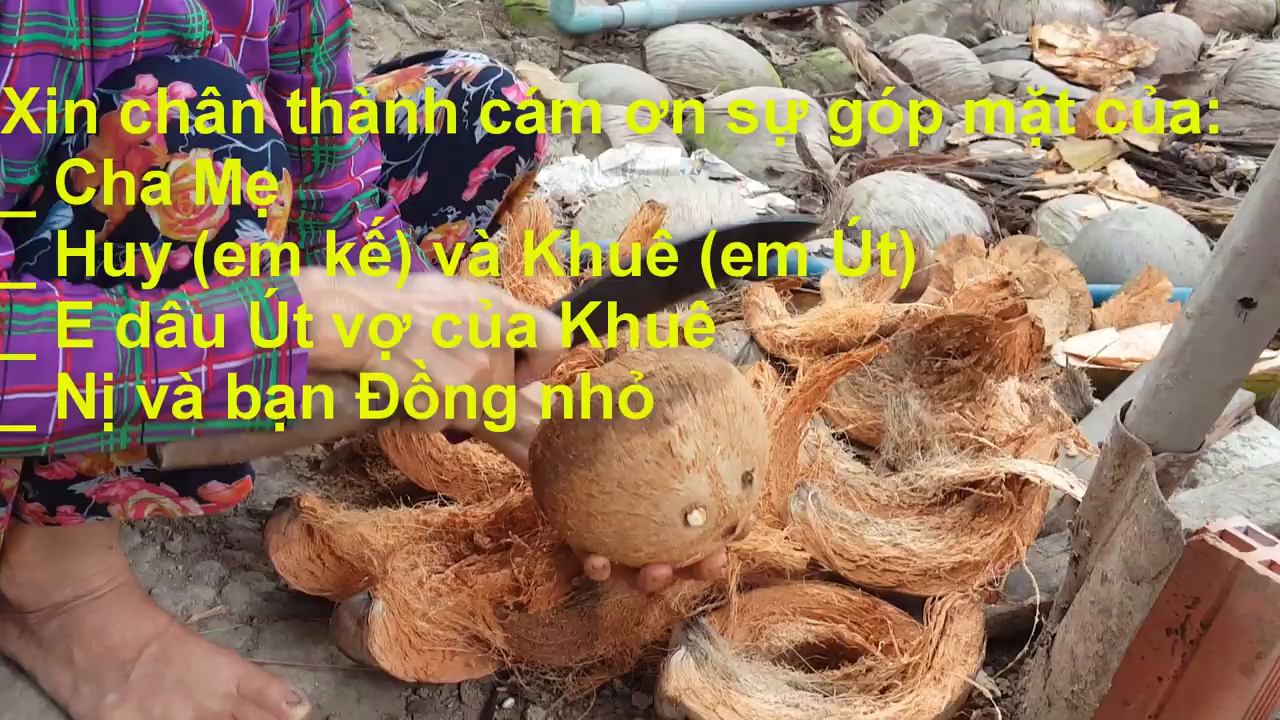 Xin chân thành cám ơn sự góp mặt của:
_ Cha Mẹ
_ Huy (em kế) và Khuê (em Út)
_ E dâu Út vợ của Khuê
_ Nị và bạn Đồng nhỏ